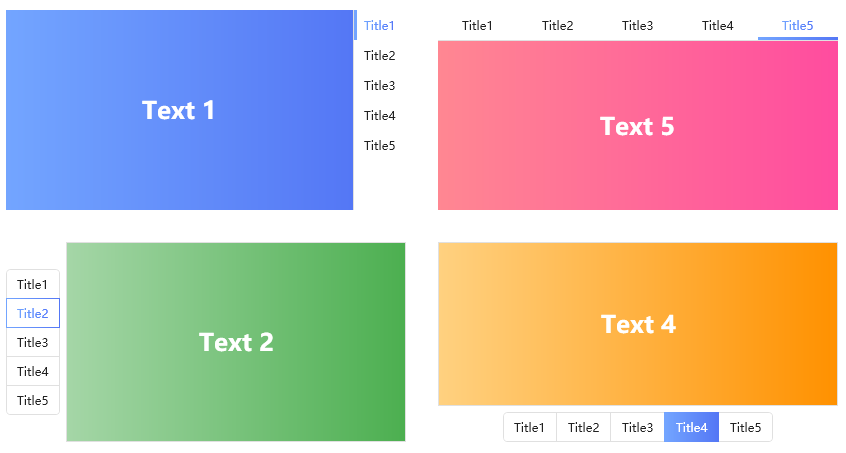 Text 1
Title1
Title2
Title3
Title4
Title5
Title1 Title2 Title3 Title4 Title5
Text 5
Title1
Title2
Title3
Title4
Title5
Text 2
Text 4
Title1 Title2 Title3 Title4 Title5